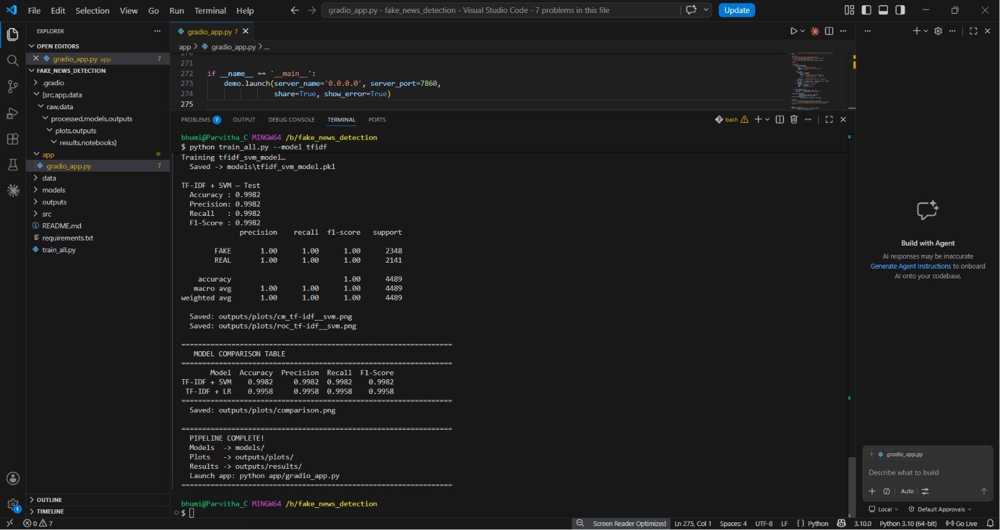 File Edit Selection View Go Run Terminal Help
gradio_app.py - fake_news_detection - Visual Studio Code - 7 problems in this file
Update
EXPLORER
OPEN EDITORS
gradio_app.py app 7
FAKE_NEWS_DETECTION
.gradio
{src,app,data
raw,data
processed,models,outputs
plots,outputs
results,notebooks}
app
gradio_app.py 7
data
models
outputs
src
README.md
requirements.txt
train_all.py
OUTLINE
TIMELINE
gradio_app.py 7
app > gradio_app.py > ...
270
271
272 if __name__ == '__main__':
273 demo.launch(server_name='0.0.0.0', server_port=7860,
274 share=True, show_error=True)
275
PROBLEMS 7 OUTPUT DEBUG CONSOLE TERMINAL PORTS
bash
bhumi@Parvitha_C MINGW64 /b/fake_news_detection
$ python train_all.py --model tfidf
Training tfidf_svm_model…
Saved -> models\tfidf_svm_model.pkl
TF-IDF + SVM — Test
Accuracy : 0.9982
Precision: 0.9982
Recall : 0.9982
F1-Score : 0.9982
precision recall f1-score support
FAKE 1.00 1.00 1.00 2348
REAL 1.00 1.00 1.00 2141
accuracy 1.00 4489
macro avg 1.00 1.00 1.00 4489
weighted avg 1.00 1.00 1.00 4489
Saved: outputs/plots/cm_tf-idf__svm.png
Saved: outputs/plots/roc_tf-idf__svm.png
=================================================================
MODEL COMPARISON TABLE
=================================================================
Model Accuracy Precision Recall F1-Score
TF-IDF + SVM 0.9982 0.9982 0.9982 0.9982
TF-IDF + LR 0.9958 0.9958 0.9958 0.9958
=================================================================
Saved: outputs/plots/comparison.png
=================================================================
PIPELINE COMPLETE!
Models -> models/
Plots -> outputs/plots/
Results -> outputs/results/
Launch app: python app/gradio_app.py
=================================================================
bhumi@Parvitha_C MINGW64 /b/fake_news_detection
$
Build with Agent
AI responses may be inaccurate
Generate Agent Instructions to onboard
AI onto your codebase.
gradio_app.py
Describe what to build
Auto
Local Default Approvals
1
0 7 Screen Reader Optimized Ln 275, Col 1 Spaces: 4 UTF-8 LF { } Python 3.10.0 Python 3.10 (64-bit) Go Live